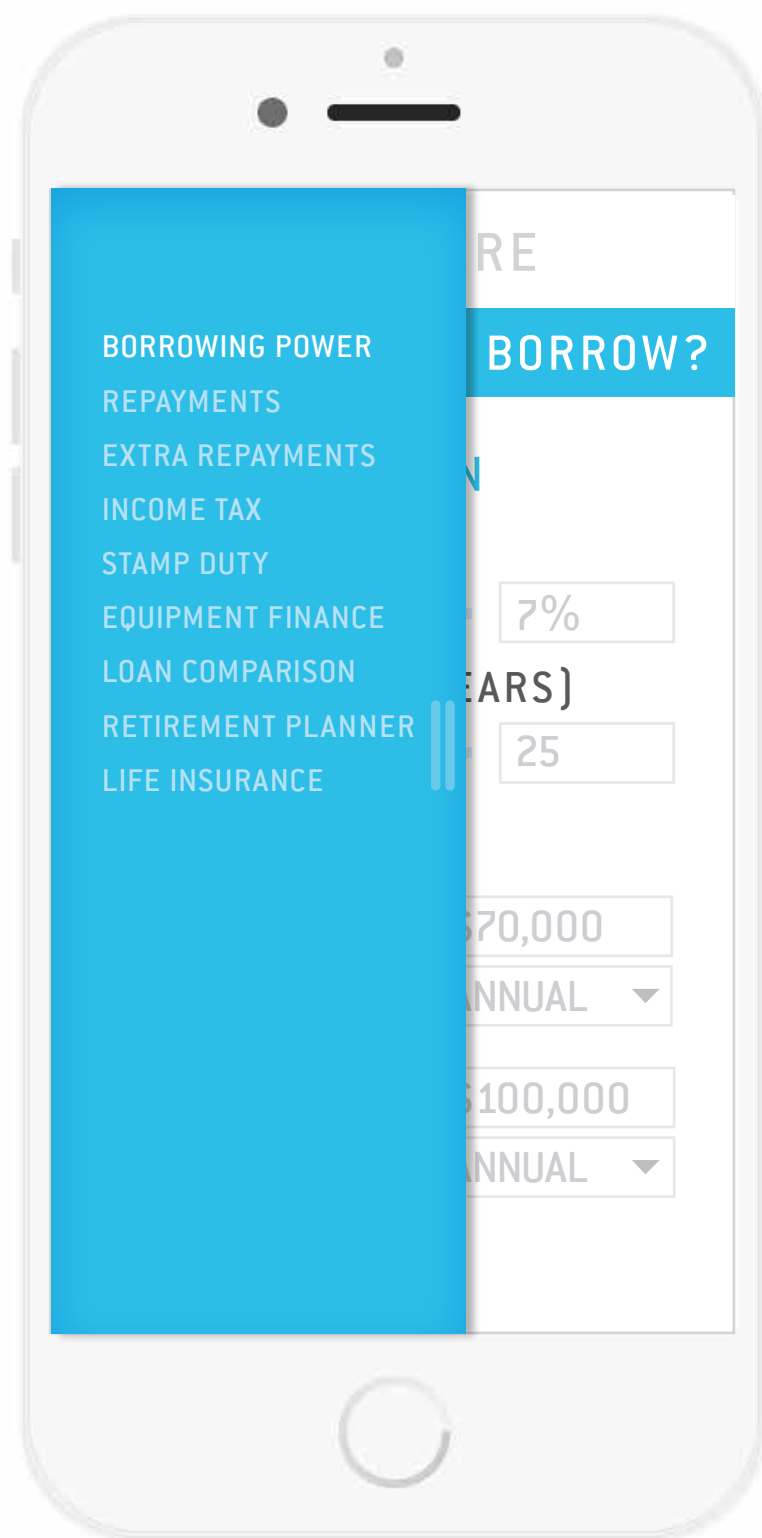 RE
BORROW?
BORROWING POWER
REPAYMENTS
EXTRA REPAYMENTS
INCOME TAX
STAMP DUTY
EQUIPMENT FINANCE
LOAN COMPARISON
RETIREMENT PLANNER
LIFE INSURANCE
N
7%
EARS)
25
$70,000
ANNUAL
$100,000
ANNUAL